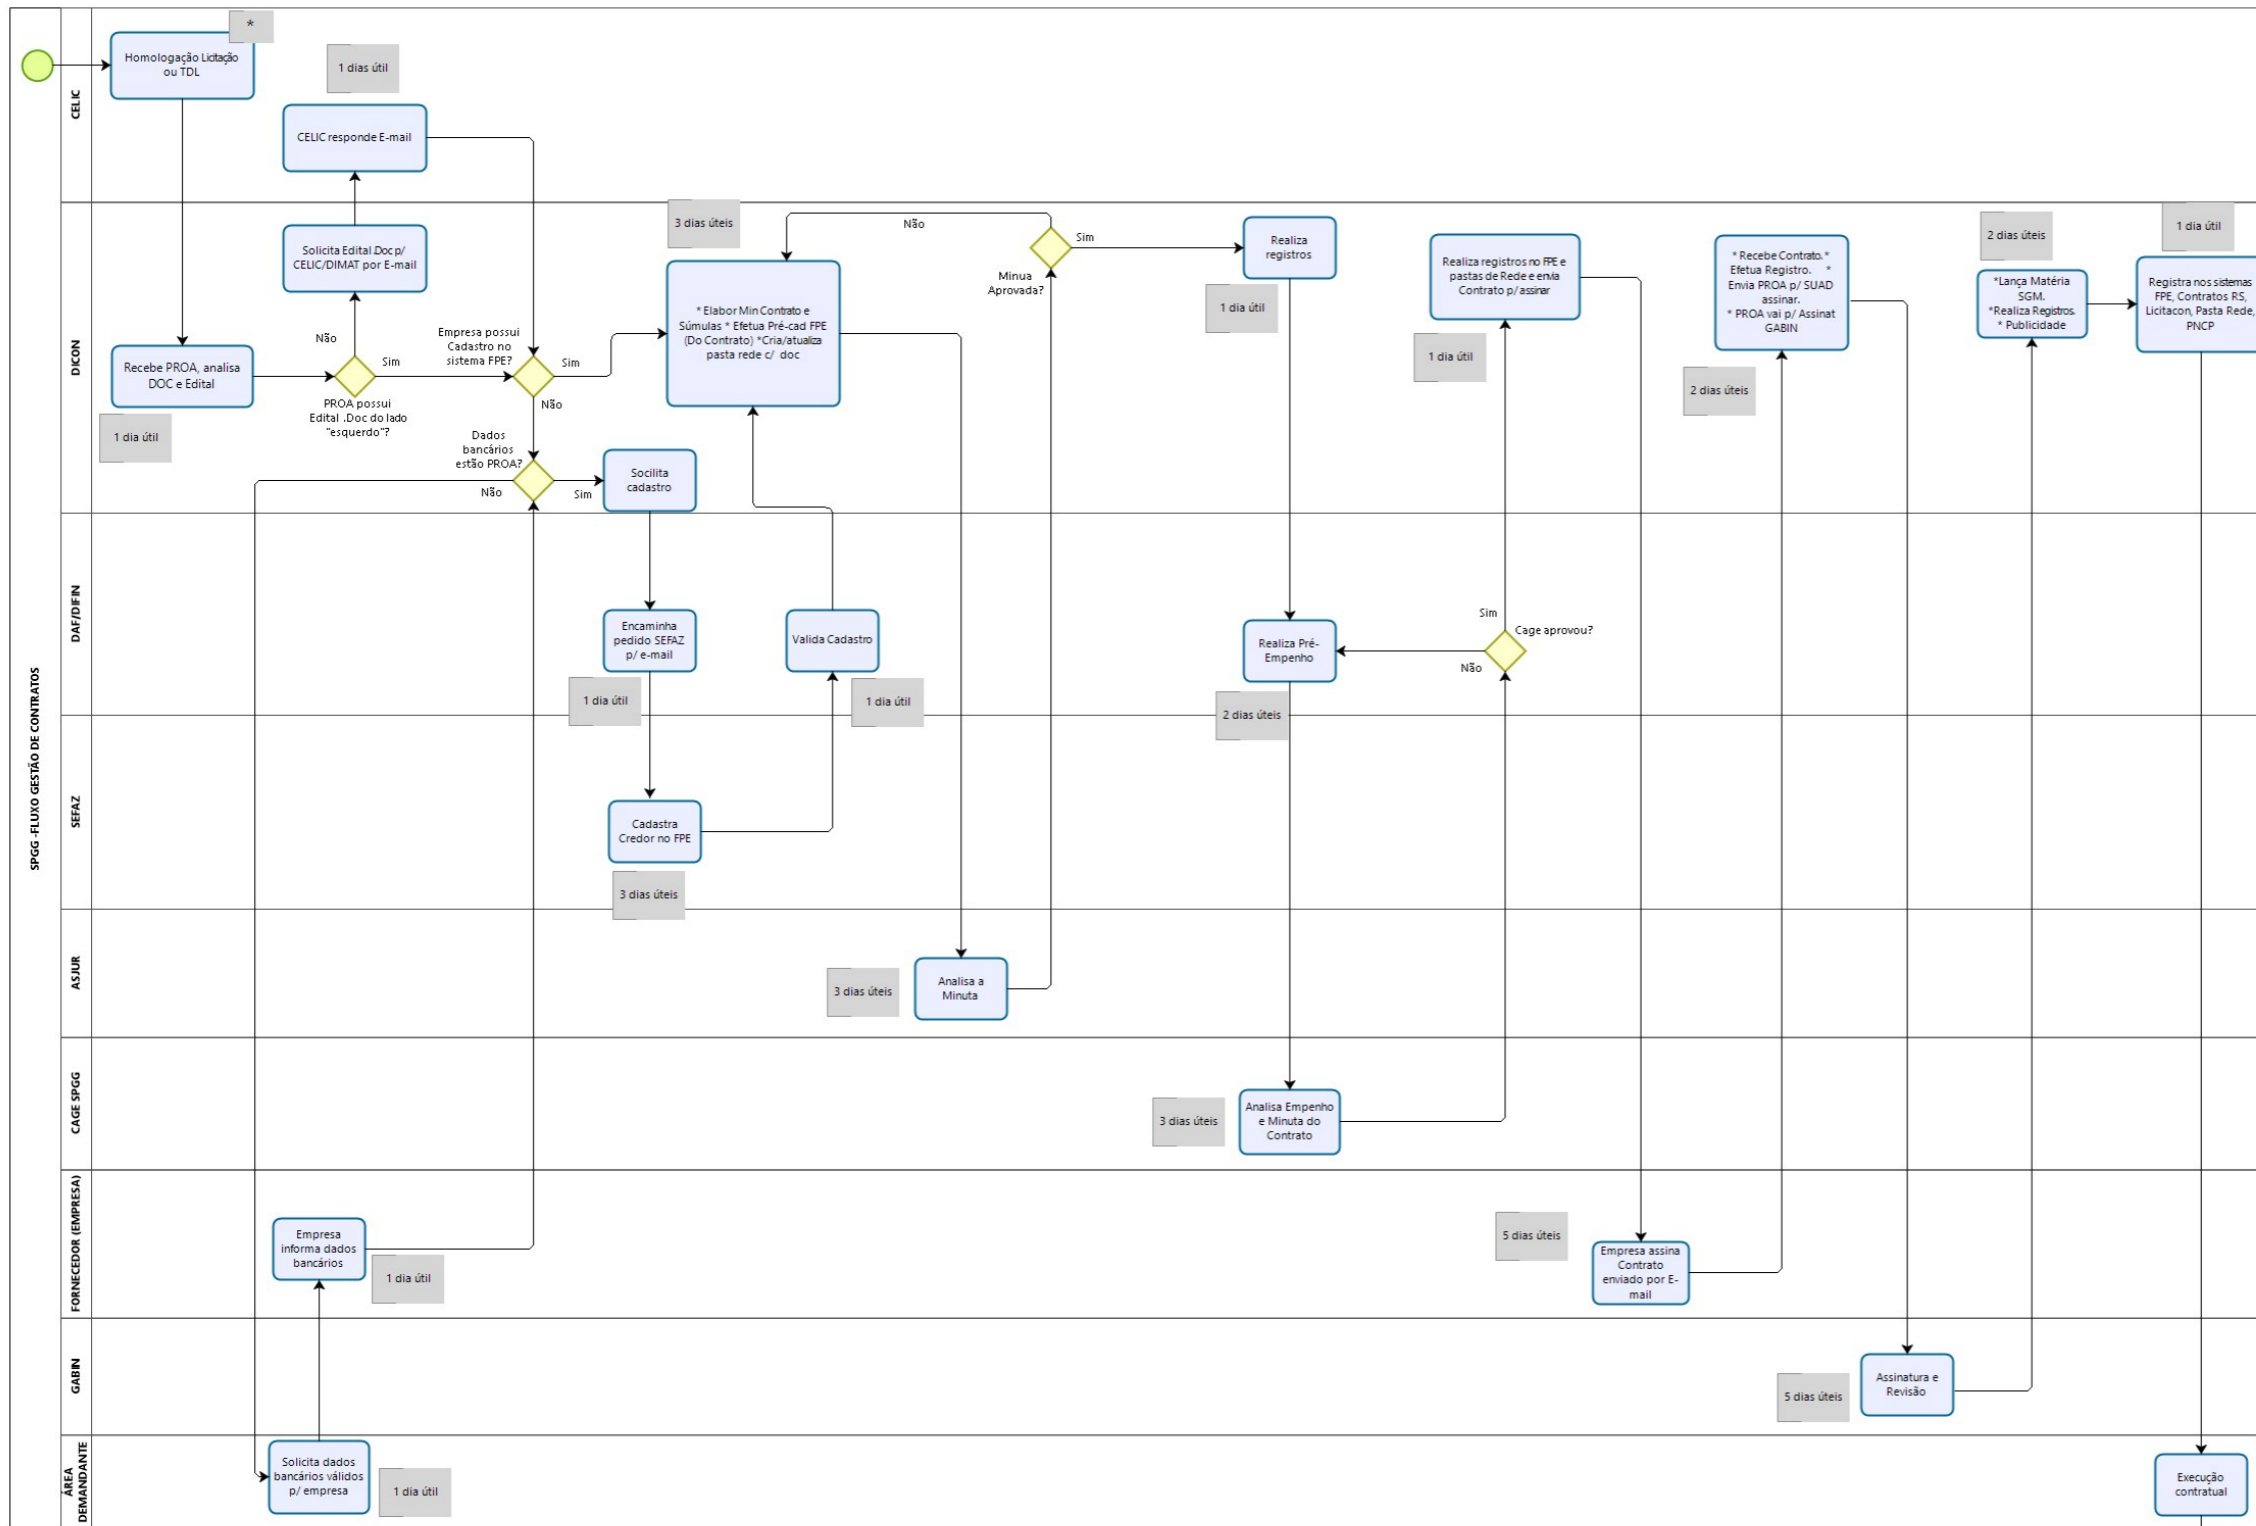 SPGG -FLUXO GESTÃO DE CONTRATOS
CELIC
*
Homologação Licitação
ou TDL
1 dias útil
CELIC responde E-mail
DICON
Solicita Edital.Doc p/
CELIC/DIMAT por E-mail
Não
Recebe PROA, analisa
DOC e Edital
1 dia útil
Sim
PROA possui
Edital .Doc do lado
"esquerdo"?
Empresa possui
Cadastro no
sistema FPE?
Sim
Não
Dados
bancários
estão PROA?
Não
Sim
Socilita
cadastro
3 dias úteis
* Elabor Min Contrato e
Súmulas * Efetua Pré-cad FPE
(Do Contrato) *Cria/atualiza
pasta rede c/ doc
Não
Sim
Minua
Aprovada?
Realiza
registros
1 dia útil
Realiza registros no FPE e
pastas de Rede e envia
Contrato p/ assinar
1 dia útil
* Recebe Contrato. *
Efetua Registro. *
Envia PROA p/ SUAD
assinar.
* PROA vai p/ Assinat
GABIN
2 dias úteis
2 dias úteis
*Lança Matéria
SGM.
*Realiza Registros.
* Publicidade
1 dia útil
Registra nos sistemas
FPE, Contratos RS,
Licitacon, Pasta Rede,
PNCP
DAF/DIFIN
Encaminha
pedido SEFAZ
p/ e-mail
1 dia útil
Valida Cadastro
1 dia útil
Realiza Pré-
Empenho
2 dias úteis
Sim
Cage aprovou?
Não
SEFAZ
Cadastra
Credor no FPE
3 dias úteis
ASJUR
3 dias úteis
Analisa a
Minuta
CAGE SPGG
3 dias úteis
Analisa Empenho
e Minuta do
Contrato
FORNECEDOR (EMPRESA)
Empresa
informa dados
bancários
1 dia útil
5 dias úteis
Empresa assina
Contrato
enviado por E-
mail
GABIN
5 dias úteis
Assinatura e
Revisão
ÁREA
DEMANDANTE
Solicita dados
bancários válidos
p/ empresa
1 dia útil
Execução
contratual